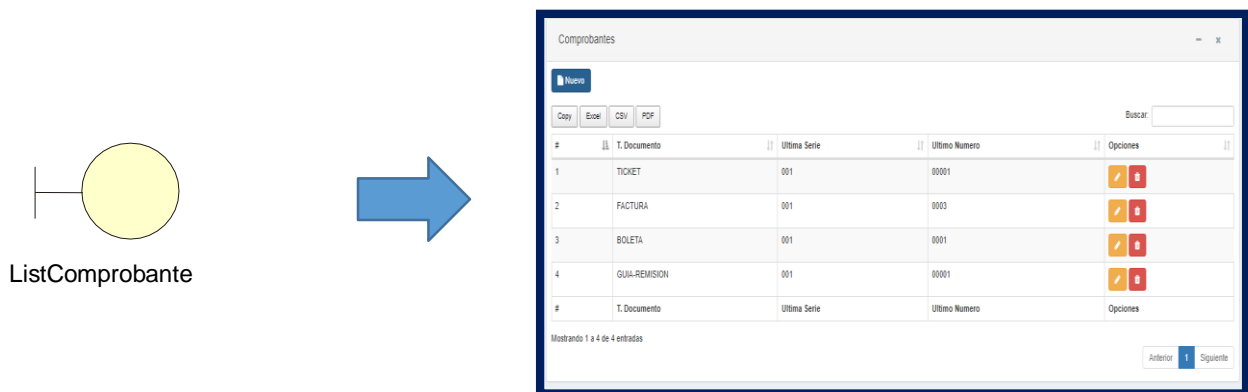 Comprobantes
Nuevo
Copy Excel CSV PDF Buscar:
# T. Documento Ultima Serie Ultimo Numero Opciones
1 TICKET 001 00001
2 FACTURA 001 0003
3 BOLETA 001 0001
4 GUIA-REMISION 001 00001
# T. Documento Ultima Serie Ultimo Numero Opciones
Mostrando 1 a 4 de 4 entradas
Anterior 1 Siguiente
ListComprobante